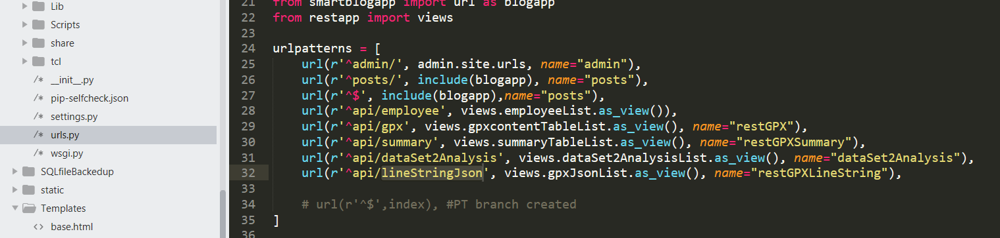 Lib
Scripts
share
tcl
/* __init__.py
/* pip-selfcheck.json
/* settings.py
/* urls.py
/* wsgi.py
SQLfileBackedup
static
Templates
<> base.html
21 from smartblogapp import url as blogapp
22 from restapp import views
23
24 urlpatterns = [
25 url(r'^admin/', admin.site.urls, name="admin"),
26 url(r'^posts/', include(blogapp), name="posts"),
27 url(r'^$', include(blogapp),name="posts"),
28 url(r'^api/employee', views.employeeList.as_view()),
29 url(r'^api/gpx', views.gpxcontentTableList.as_view(), name="restGPX"),
30 url(r'^api/summary', views.summaryTableList.as_view(), name="restGPXSummary"),
31 url(r'^api/dataSet2Analysis', views.dataSet2AnalysisList.as_view(), name="dataSet2Analysis"),
32 url(r'^api/lineStringJson', views.gpxJsonList.as_view(), name="restGPXLineString"),
33
34 # url(r'^$',index), #PT branch created
35 ]
36